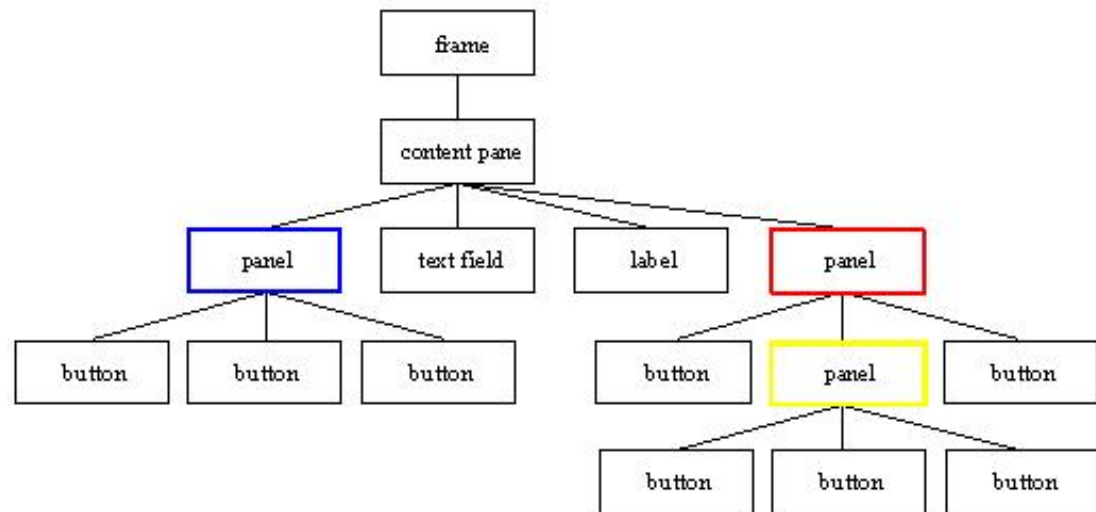 frame
content pane
panel
text field
label
panel
button
button
button
button
panel
button
button
button
button